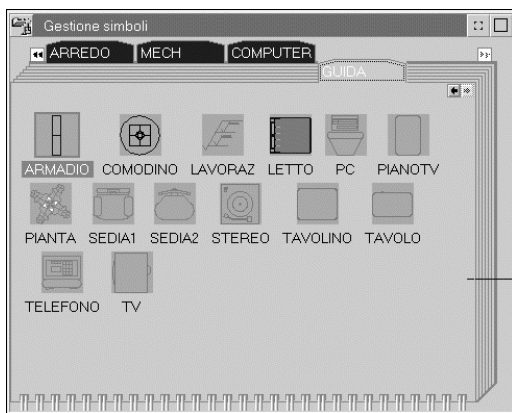 Gestione simboli
ARREDO MECH COMPUTER
GUIDA
ARMADIO COMODINO LAVORAZ LETTO PC PIANOTV
PIANTA SEDIA1 SEDIA2 STEREO TAVOLINO TAVOLO
TELEFONO TV